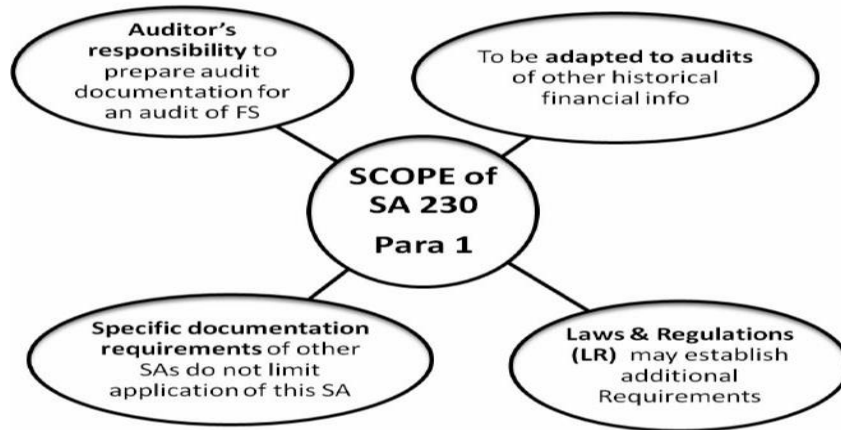 Auditor’s
responsibility to
prepare audit
documentation for
an audit of FS
To be adapted to audits
of other historical
financial info
SCOPE of
SA 230
Para 1
Specific documentation
requirements of other
SAs do not limit
application of this SA
Laws & Regulations
(LR) may establish
additional
Requirements